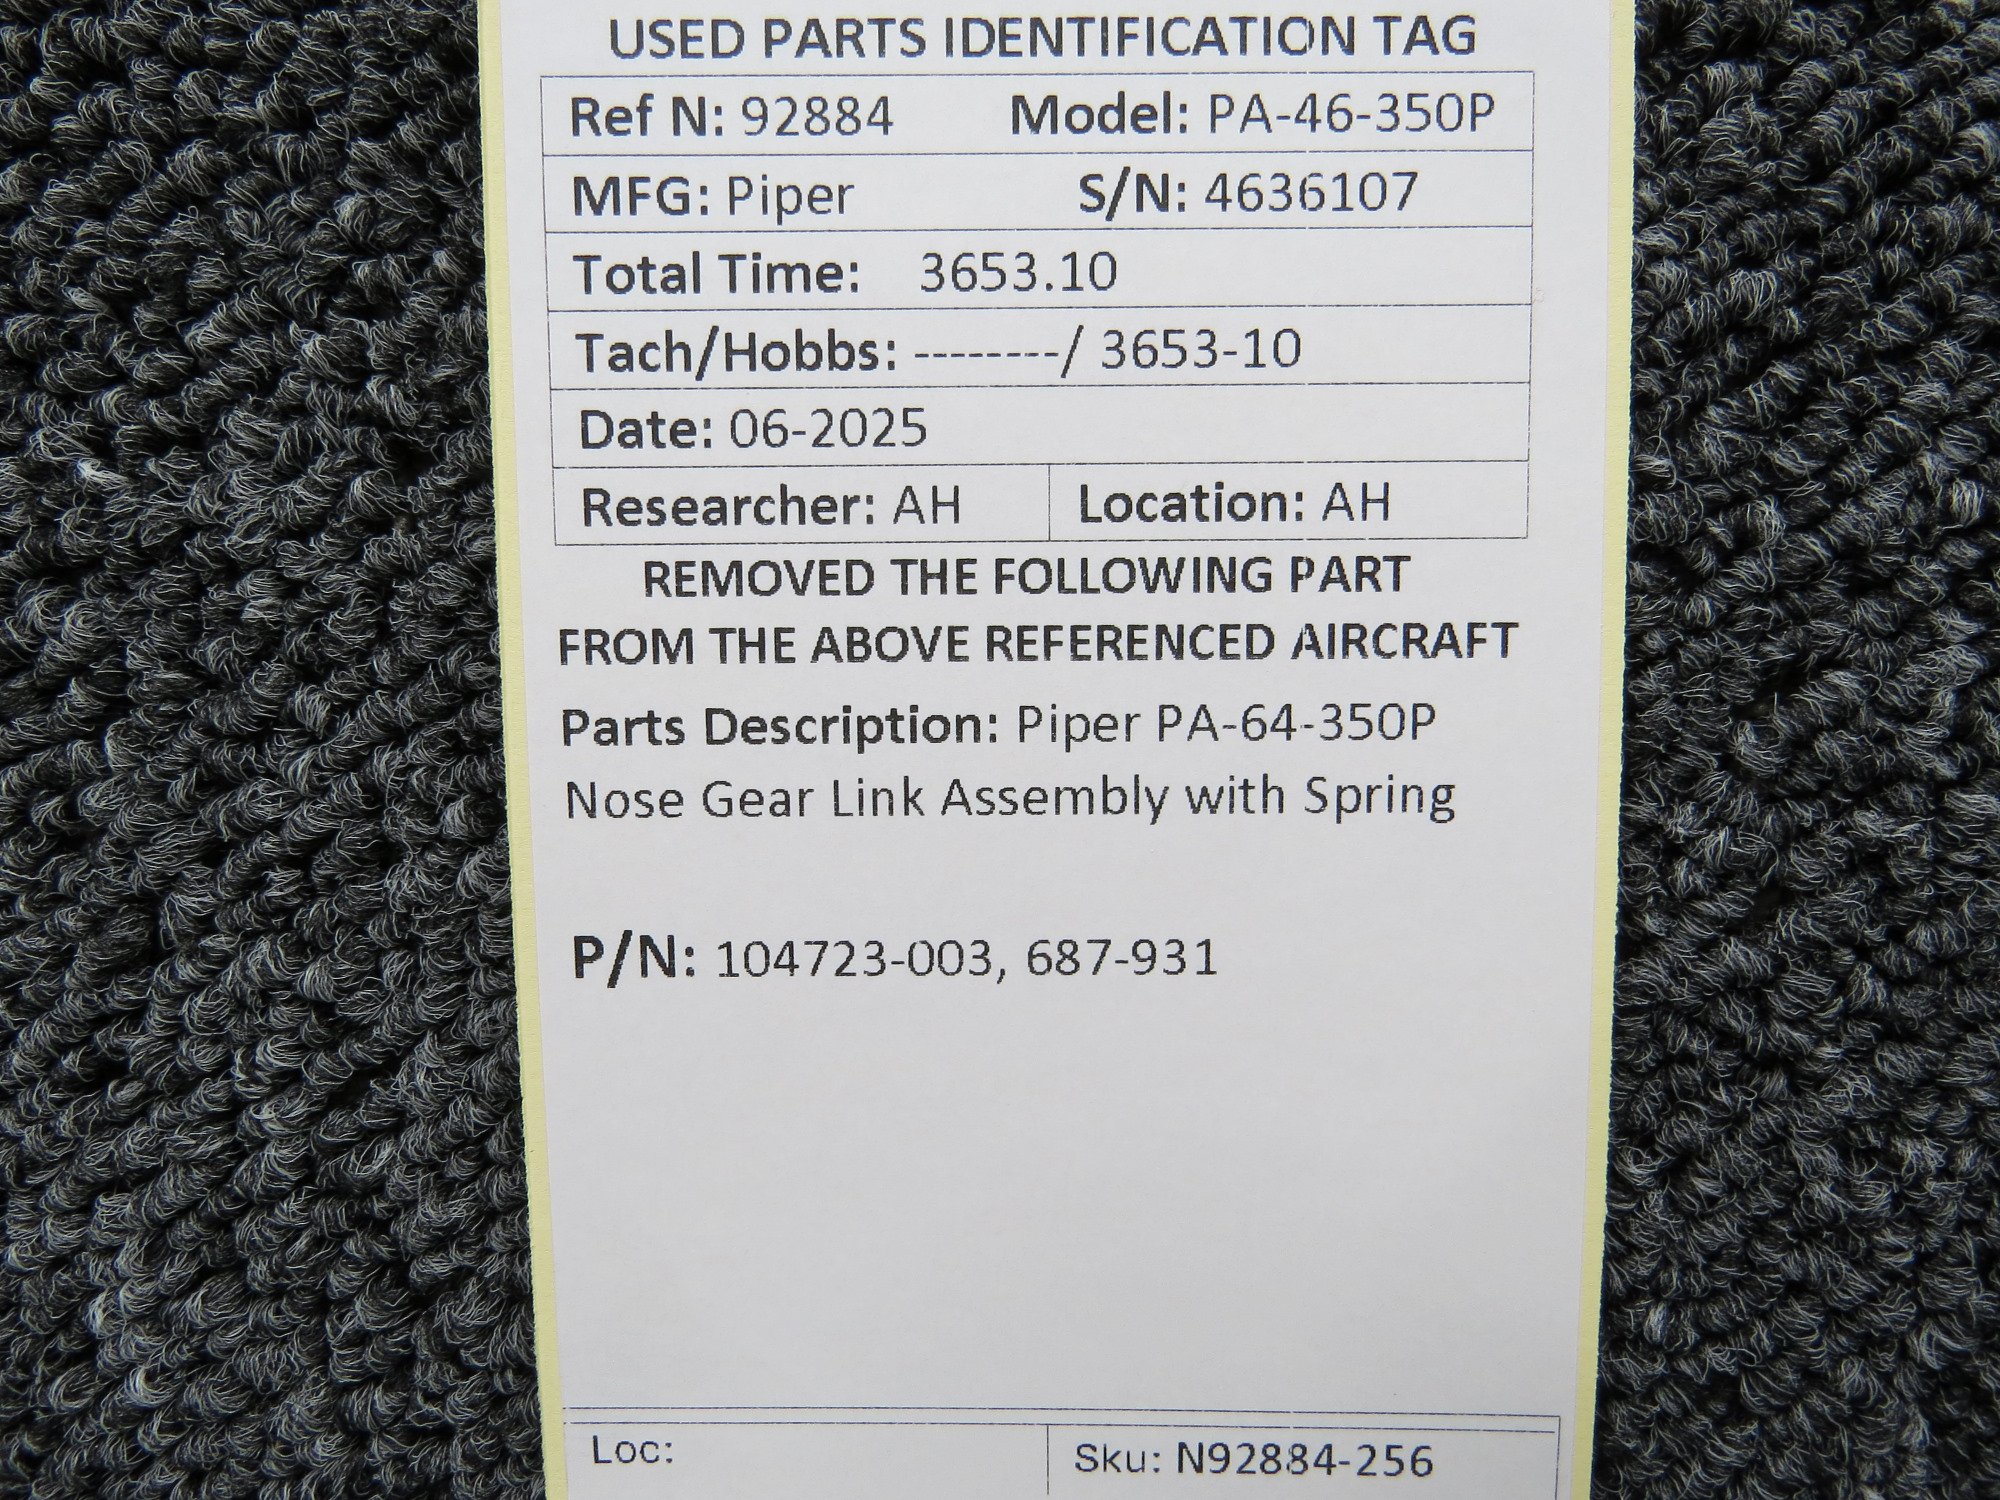 USED PARTS IDENTIFICATION TAG
Ref N: 92884 Model: PA-46-350P
MFG: Piper S/N: 4636107
Total Time: 3653.10
Tach/Hobbs: --------/ 3653-10
Date: 06-2025
Researcher: AH Location: AH
REMOVED THE FOLLOWING PART
FROM THE ABOVE REFERENCED AIRCRAFT
Parts Description: Piper PA-64-350P
Nose Gear Link Assembly with Spring
P/N: 104723-003, 687-931
Loc: Sku: N92884-256